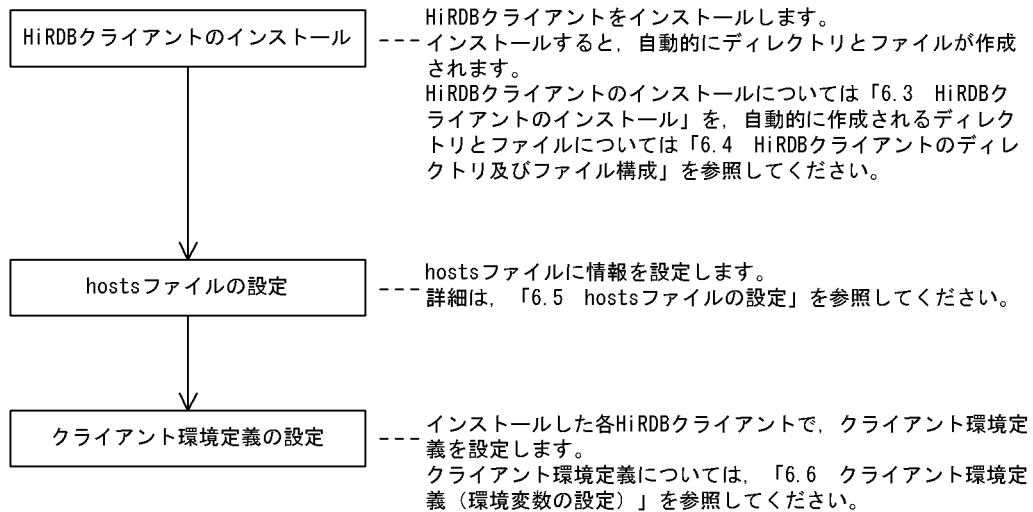 HiRDBクライアントのインストール
HiRDBクライアントをインストールします。
インストールすると，自動的にディレクトリとファイルが作成
されます。
HiRDBクライアントのインストールについては「6.3　HiRDBク
ライアントのインストール」を，自動的に作成されるディレク
トリとファイルについては「6.4　HiRDBクライアントのディレ
クトリ及びファイル構成」を参照してください。
hostsファイルの設定
hostsファイルに情報を設定します。
詳細は，「6.5　hostsファイルの設定」を参照してください。
クライアント環境定義の設定
インストールした各HiRDBクライアントで，クライアント環境定
義を設定します。
クライアント環境定義については，「6.6　クライアント環境定
義（環境変数の設定）」を参照してください。